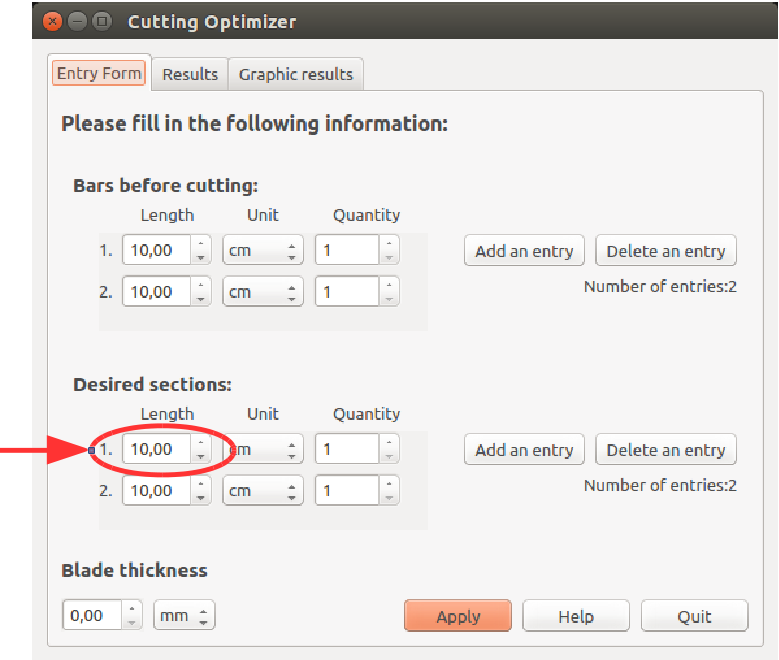 Cutting Optimizer
Entry Form Results Graphic results
Please fill in the following information:
Bars before cutting:
Length Unit Quantity
1. 10,00 cm 1 Add an entry Delete an entry
2. 10,00 cm 1
Number of entries:2
Desired sections:
Length Unit Quantity
1. 10,00 cm 1 Add an entry Delete an entry
2. 10,00 cm 1
Number of entries:2
Blade thickness
0,00 mm Apply Help Quit